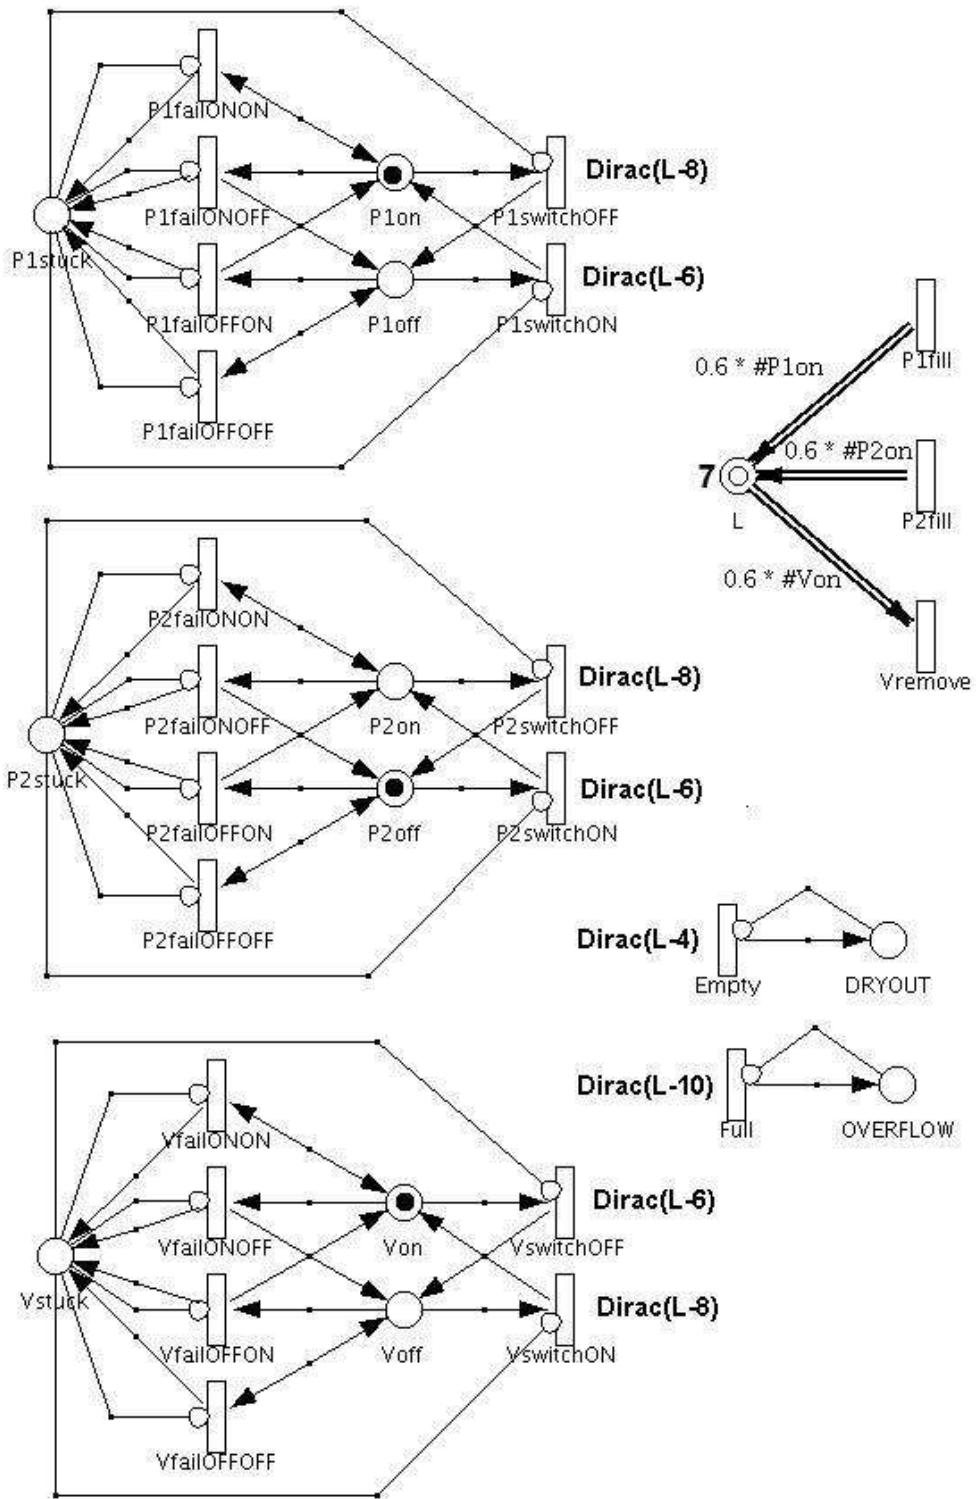 P1failONON
Dirac(L-8)
P1failONOFF
P1on
P1switchOFF
P1stuck
Dirac(L-6)
P1failOFFON
P1off
P1switchON
P1failOFFOFF
0.6 * #P1on
P1fill
0.6 * #P2on
7
L
P2fill
0.6 * #Von
Vremove
P2failONON
Dirac(L-8)
P2failONOFF
P2on
P2switchOFF
P2stuck
Dirac(L-6)
P2failOFFON
P2off
P2switchON
P2failOFFOFF
Dirac(L-4)
Empty
DRYOUT
Dirac(L-10)
Full
OVERFLOW
VfailONON
Dirac(L-6)
VfailONOFF
Von
VswitchOFF
Vstuck
Dirac(L-8)
VfailOFFON
Voff
VswitchON
VfailOFFOFF